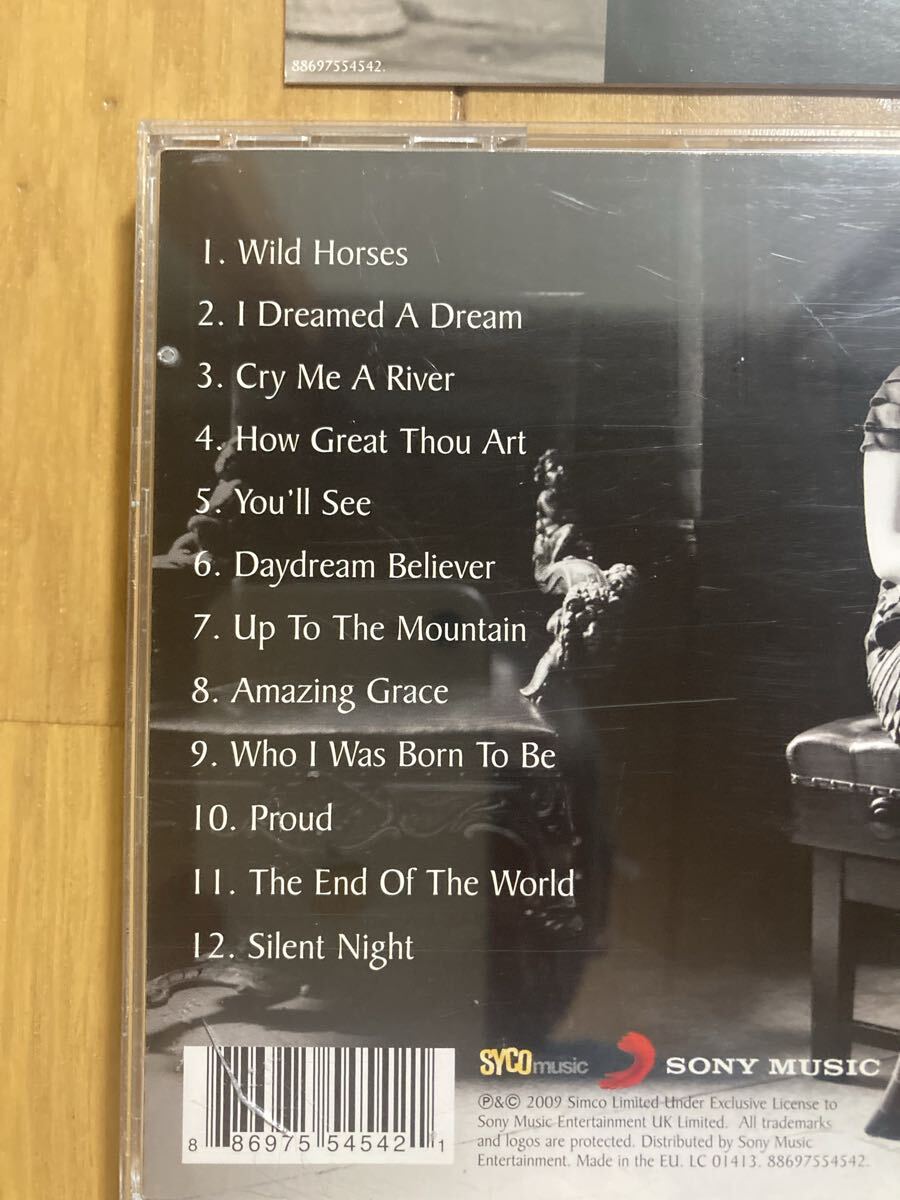 88697554542.
1. Wild Horses
2. I Dreamed A Dream
3. Cry Me A River
4. How Great Thou Art
5. You'll See
6. Daydream Believer
7. Up To The Mountain
8. Amazing Grace
9. Who I Was Born To Be
10. Proud
11. The End Of The World
12. Silent Night
SYCOmusic SONY MUSIC
℗&© 2009 Simco Limited Under Exclusive License to
Sony Music Entertainment UK Limited. All trademarks
and logos are protected. Distributed by Sony Music
Entertainment. Made in the EU. LC 01413. 88697554542.
8 86975 54542 1